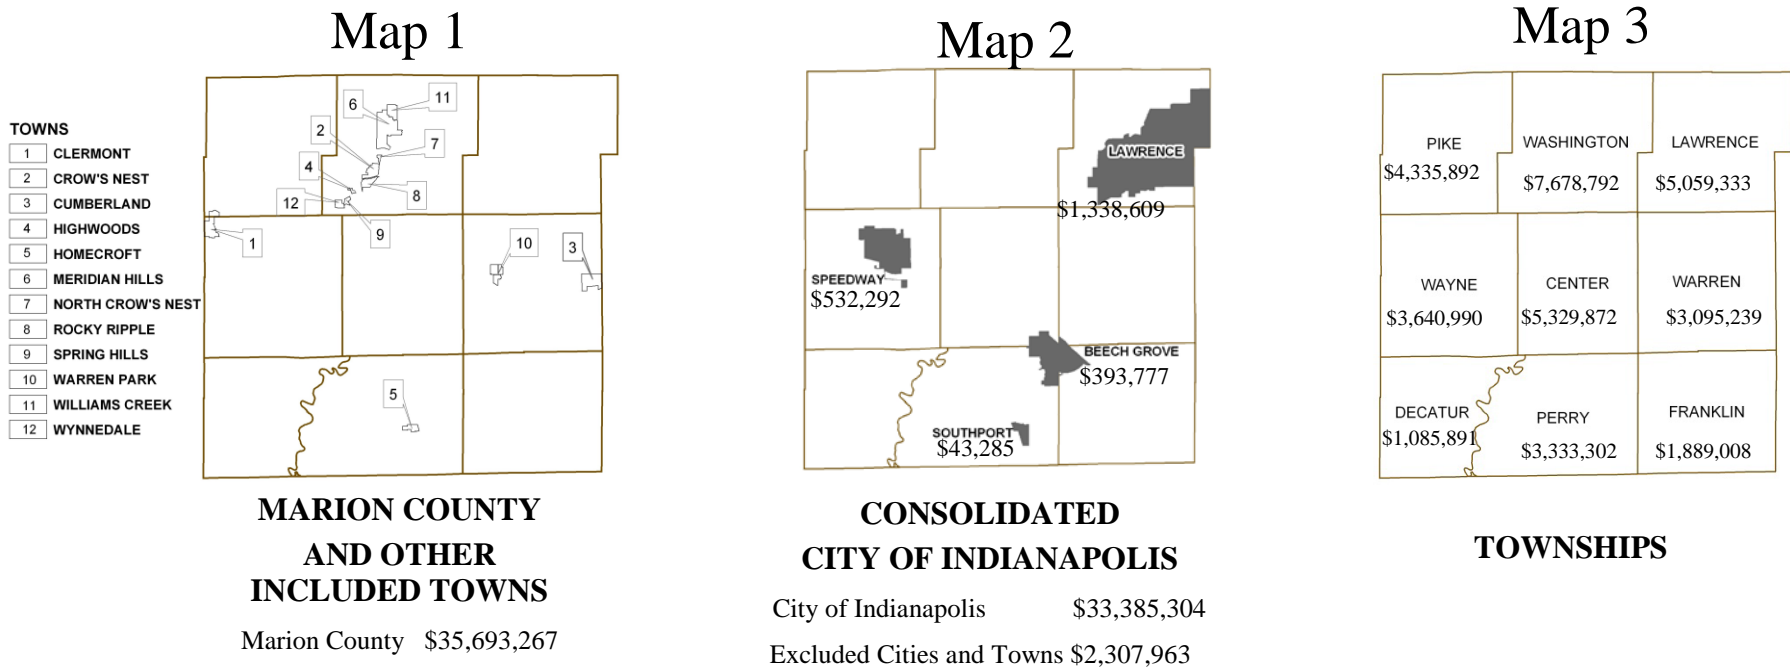 Map 1
TOWNS
1 CLERMONT
2 CROW'S NEST
3 CUMBERLAND
4 HIGHWOODS
5 HOMECROFT
6 MERIDIAN HILLS
7 NORTH CROW'S NEST
8 ROCKY RIPPLE
9 SPRING HILLS
10 WARREN PARK
11 WILLIAMS CREEK
12 WYNNEDALE
6
11
2
7
4
8
12
9
1
10
3
5
MARION COUNTY
AND OTHER
INCLUDED TOWNS
Marion County $35,693,267
Map 2
LAWRENCE
$1,338,609
SPEEDWAY
$532,292
BEECH GROVE
$393,777
SOUTHPORT
$43,285
CONSOLIDATED
CITY OF INDIANAPOLIS
City of Indianapolis $33,385,304
Excluded Cities and Towns $2,307,963
Map 3
PIKE
$4,335,892
WASHINGTON
$7,678,792
LAWRENCE
$5,059,333
WAYNE
$3,640,990
CENTER
$5,329,872
WARREN
$3,095,239
DECATUR
$1,085,891
PERRY
$3,333,302
FRANKLIN
$1,889,008
TOWNSHIPS